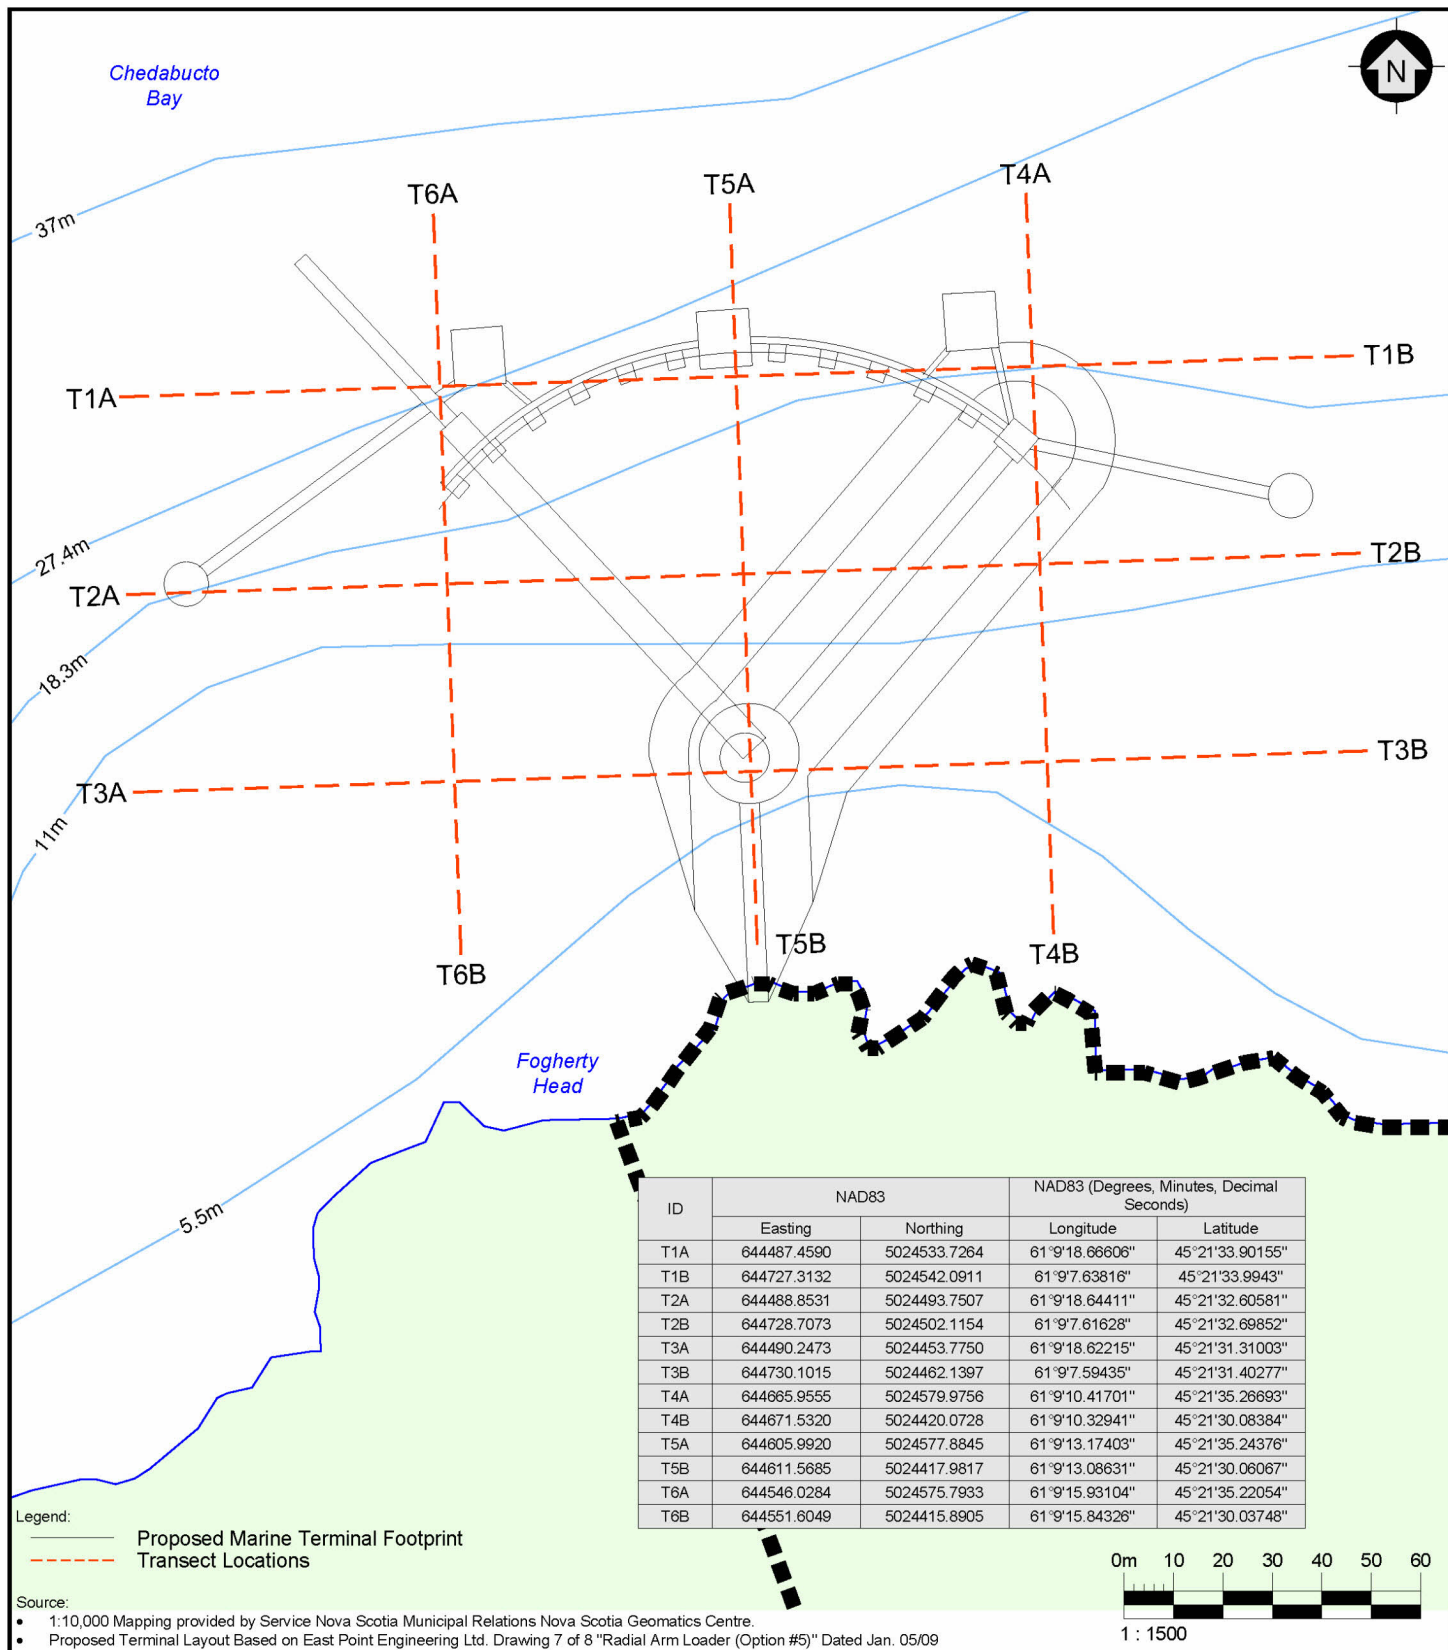 Chedabucto
Bay
N
37m
T6A
T5A
T4A
T1A
T1B
27.4m
T2A
T2B
18.3m
T3A
T3B
11m
T6B
T5B
T4B
Fogherty
Head
5.5m
ID NAD83 NAD83 (Degrees, Minutes, Decimal
Seconds)
Easting Northing Longitude Latitude
T1A 644487.4590 5024533.7264 61°9'18.66606" 45°21'33.90155"
T1B 644727.3132 5024542.0911 61°9'7.63816" 45°21'33.9943"
T2A 644488.8531 5024493.7507 61°9'18.64411" 45°21'32.60581"
T2B 644728.7073 5024502.1154 61°9'7.61628" 45°21'32.69852"
T3A 644490.2473 5024453.7750 61°9'18.62215" 45°21'31.31003"
T3B 644730.1015 5024462.1397 61°9'7.59435" 45°21'31.40277"
T4A 644665.9555 5024579.9756 61°9'10.41701" 45°21'35.26693"
T4B 644671.5320 5024420.0728 61°9'10.32941" 45°21'30.08384"
T5A 644605.9920 5024577.8845 61°9'13.17403" 45°21'35.24376"
T5B 644611.5685 5024417.9817 61°9'13.08631" 45°21'30.06067"
T6A 644546.0284 5024575.7933 61°9'15.93104" 45°21'35.22054"
T6B 644551.6049 5024415.8905 61°9'15.84326" 45°21'30.03748"
Legend:
Proposed Marine Terminal Footprint
Transect Locations
0m 10 20 30 40 50 60
1 : 1500
Source:
• 1:10,000 Mapping provided by Service Nova Scotia Municipal Relations Nova Scotia Geomatics Centre.
• Proposed Terminal Layout Based on East Point Engineering Ltd. Drawing 7 of 8 "Radial Arm Loader (Option #5)" Dated Jan. 05/09